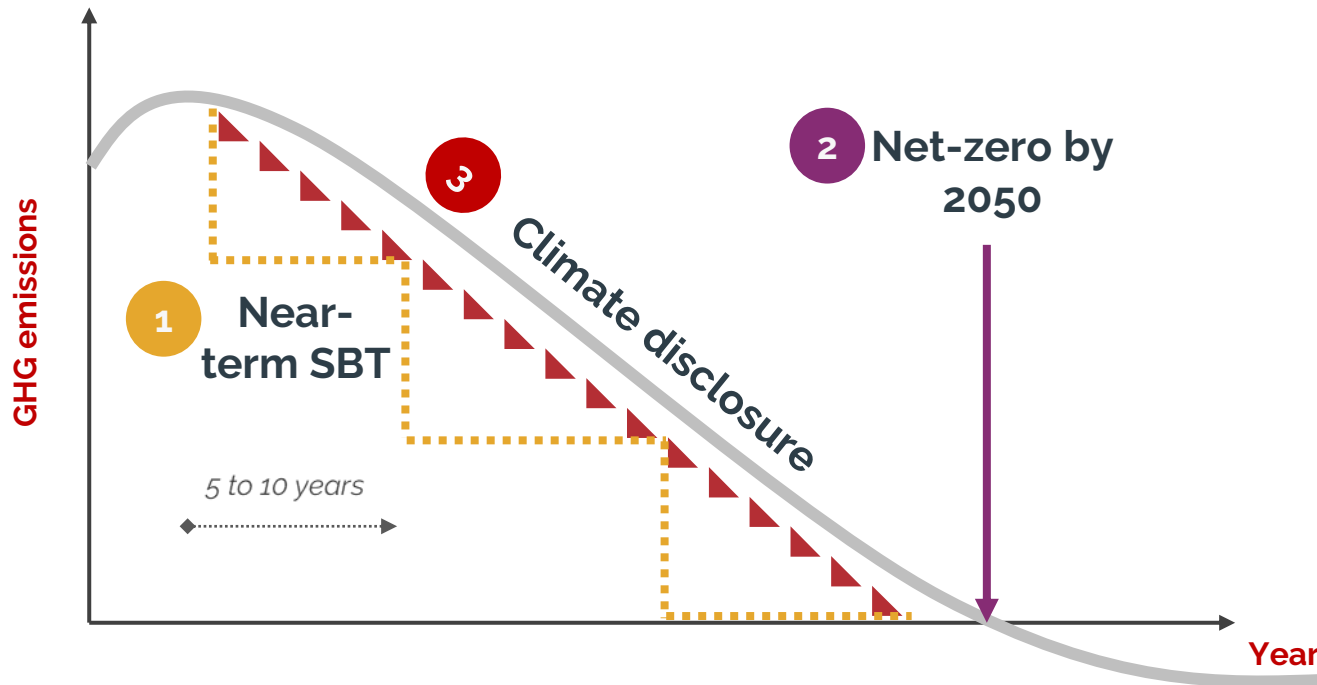 GHG emissions
1
Near-
term SBT
5 to 10 years
3
Climate disclosure
2
Net-zero by
2050
Year